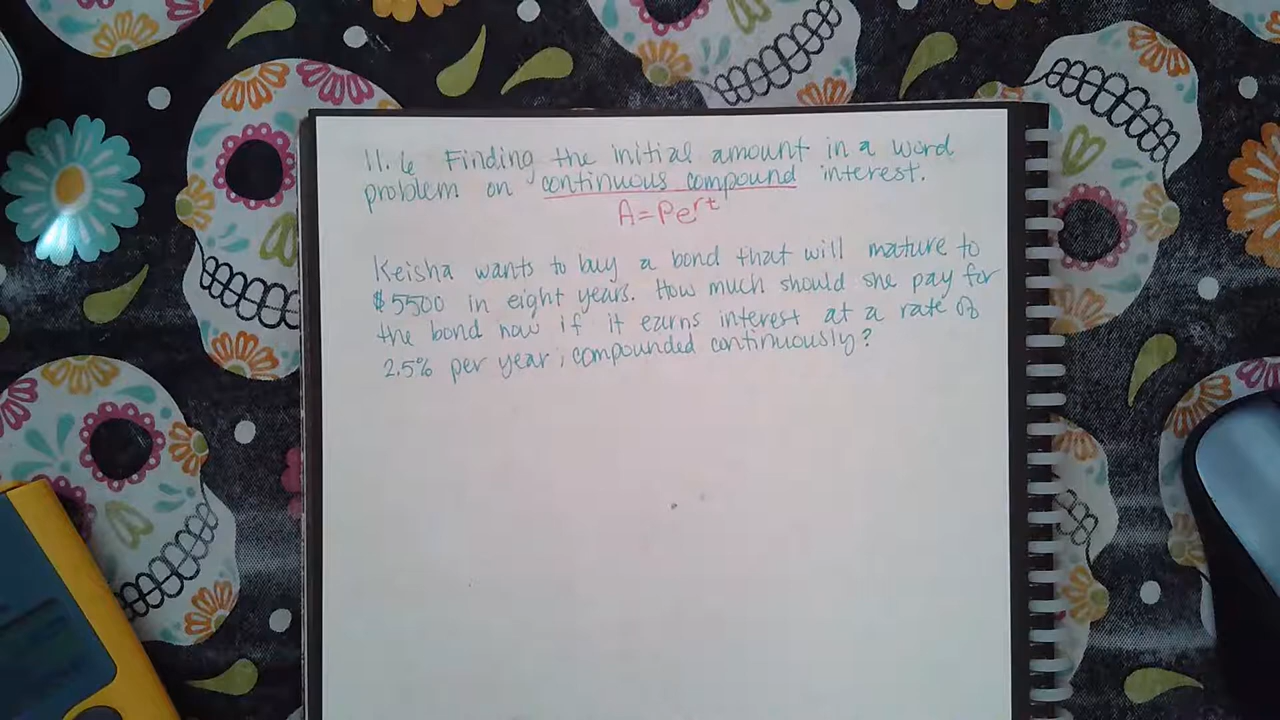 11.6 Finding the initial amount in a word
problem on continuous compound interest.
A=Pe^rt
Keisha wants to buy a bond that will mature to
$5500 in eight years. How much should she pay for
the bond now if it earns interest at a rate of
2.5% per year, compounded continuously?